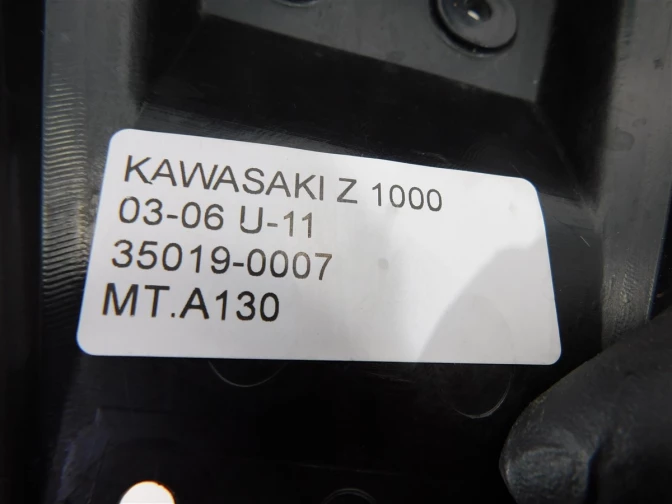 KAWASAKI Z 1000
03-06 U-11
35019-0007
MT.A130